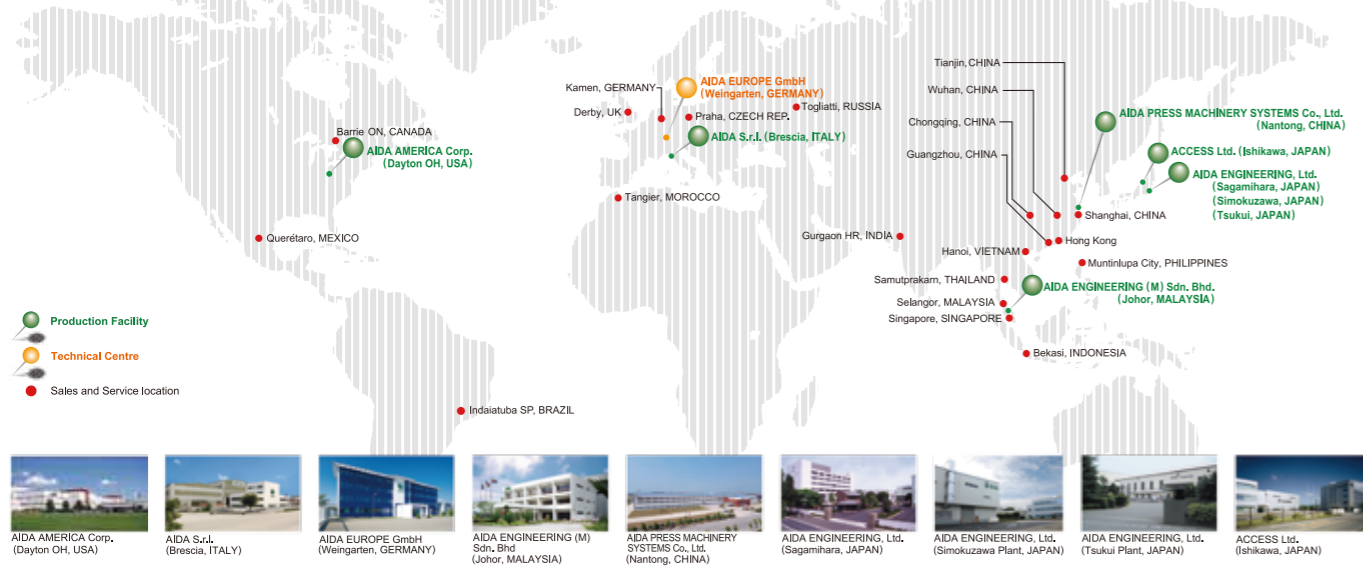 Tianjin, CHINA
Kamen, GERMANY
AIDA EUROPE GmbH
(Weingarten, GERMANY)
Wuhan, CHINA
Derby, UK
Togliatti, RUSSIA
Praha, CZECH REP.
AIDA PRESS MACHINERY SYSTEMS Co., Ltd.
(Nantong, CHINA)
Chongqing, CHINA
Barrie ON, CANADA
AIDA S.r.l. (Brescia, ITALY)
AIDA AMERICA Corp.
(Dayton OH, USA)
Guangzhou, CHINA
ACCESS Ltd. (Ishikawa, JAPAN)
AIDA ENGINEERING, Ltd.
(Sagamihara, JAPAN)
(Simokuzawa, JAPAN)
(Tsukui, JAPAN)
Tangier, MOROCCO
Shanghai, CHINA
Querétaro, MEXICO
Gurgaon HR, INDIA
Hong Kong
Hanoi, VIETNAM
Muntinlupa City, PHILIPPINES
Samutprakarn, THAILAND
AIDA ENGINEERING (M) Sdn. Bhd.
(Johor, MALAYSIA)
Selangor, MALAYSIA
Singapore, SINGAPORE
Bekasi, INDONESIA
Indaiatuba SP, BRAZIL
Production Facility
Technical Centre
Sales and Service location
AIDA AMERICA Corp.
(Dayton OH, USA)
AIDA S.r.l.
(Brescia, ITALY)
AIDA EUROPE GmbH
(Weingarten, GERMANY)
AIDA ENGINEERING (M)
Sdn. Bhd
(Johor, MALAYSIA)
AIDA PRESS MACHINERY
SYSTEMS Co., Ltd.
(Nantong, CHINA)
AIDA ENGINEERING, Ltd.
(Sagamihara, JAPAN)
AIDA ENGINEERING, Ltd.
(Simokuzawa Plant, JAPAN)
AIDA ENGINEERING, Ltd.
(Tsukui Plant, JAPAN)
ACCESS Ltd.
(Ishikawa, JAPAN)